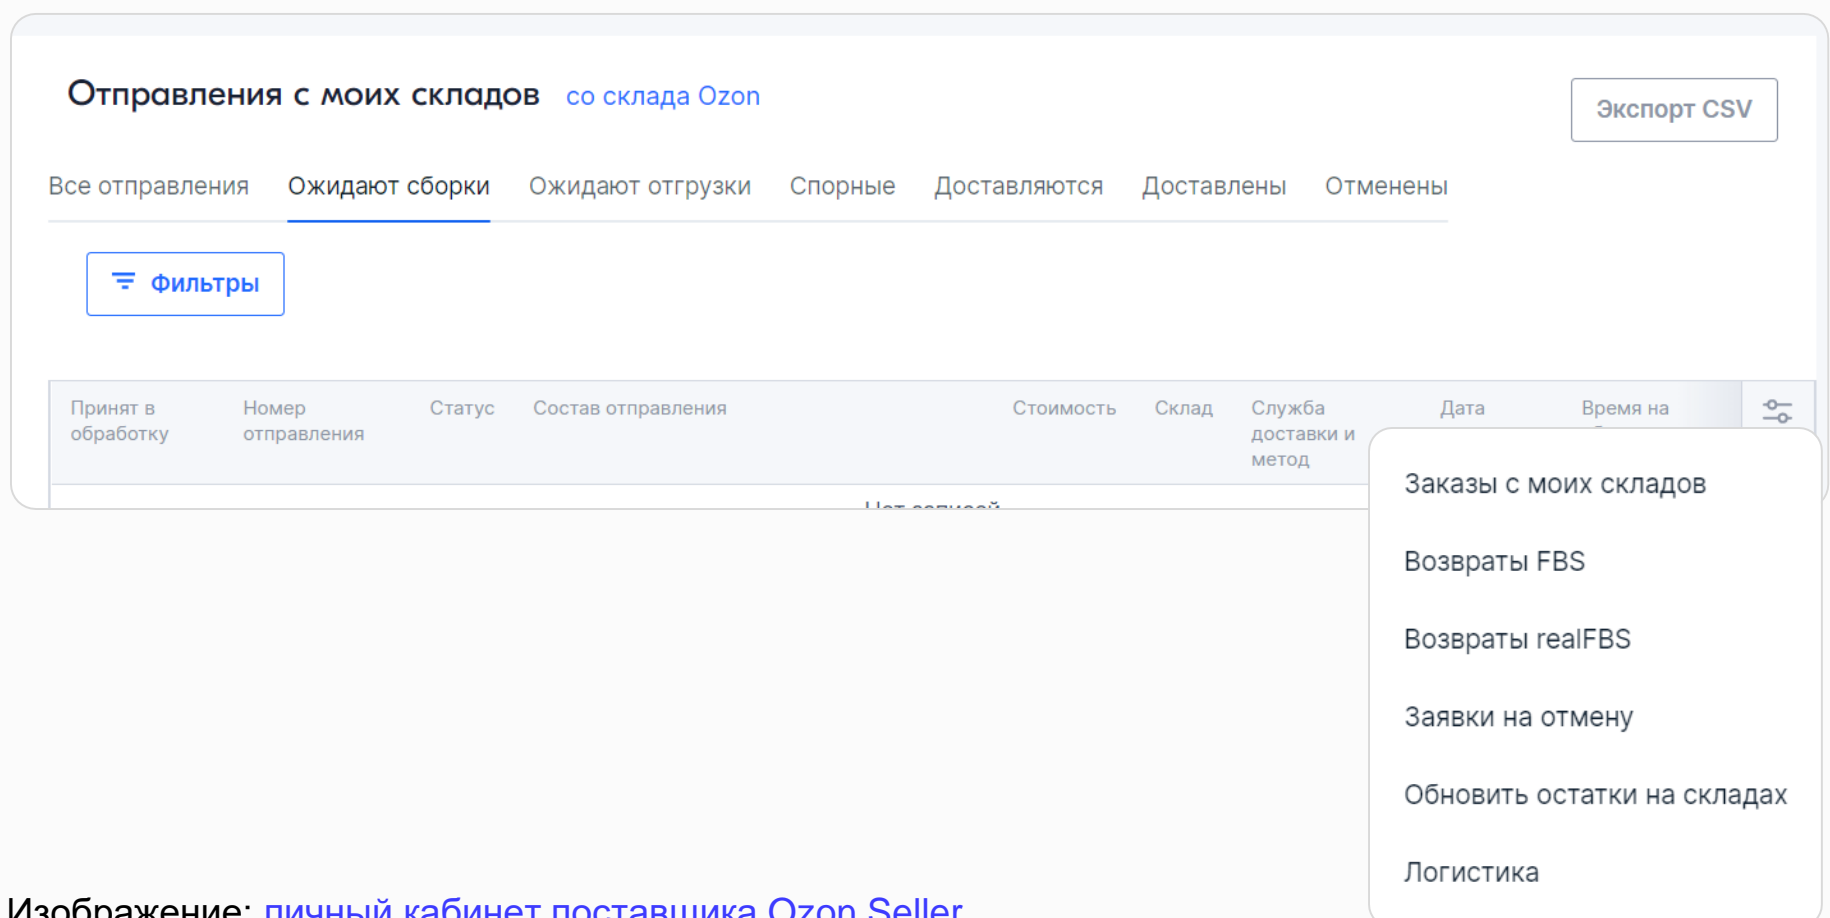 Отправления с моих складов со склада Ozon
Экспорт CSV
Все отправления Ожидают сборки Ожидают отгрузки Спорные Доставляются Доставлены Отменены
Фильтры
Принят в обработку Номер отправления Статус Состав отправления Стоимость Склад Служба доставки и метод Дата Время на
Нет записей
Заказы с моих складов
Возвраты FBS
Возвраты realFBS
Заявки на отмену
Обновить остатки на складах
Логистика
Изображение: личный кабинет поставщика Ozon Seller